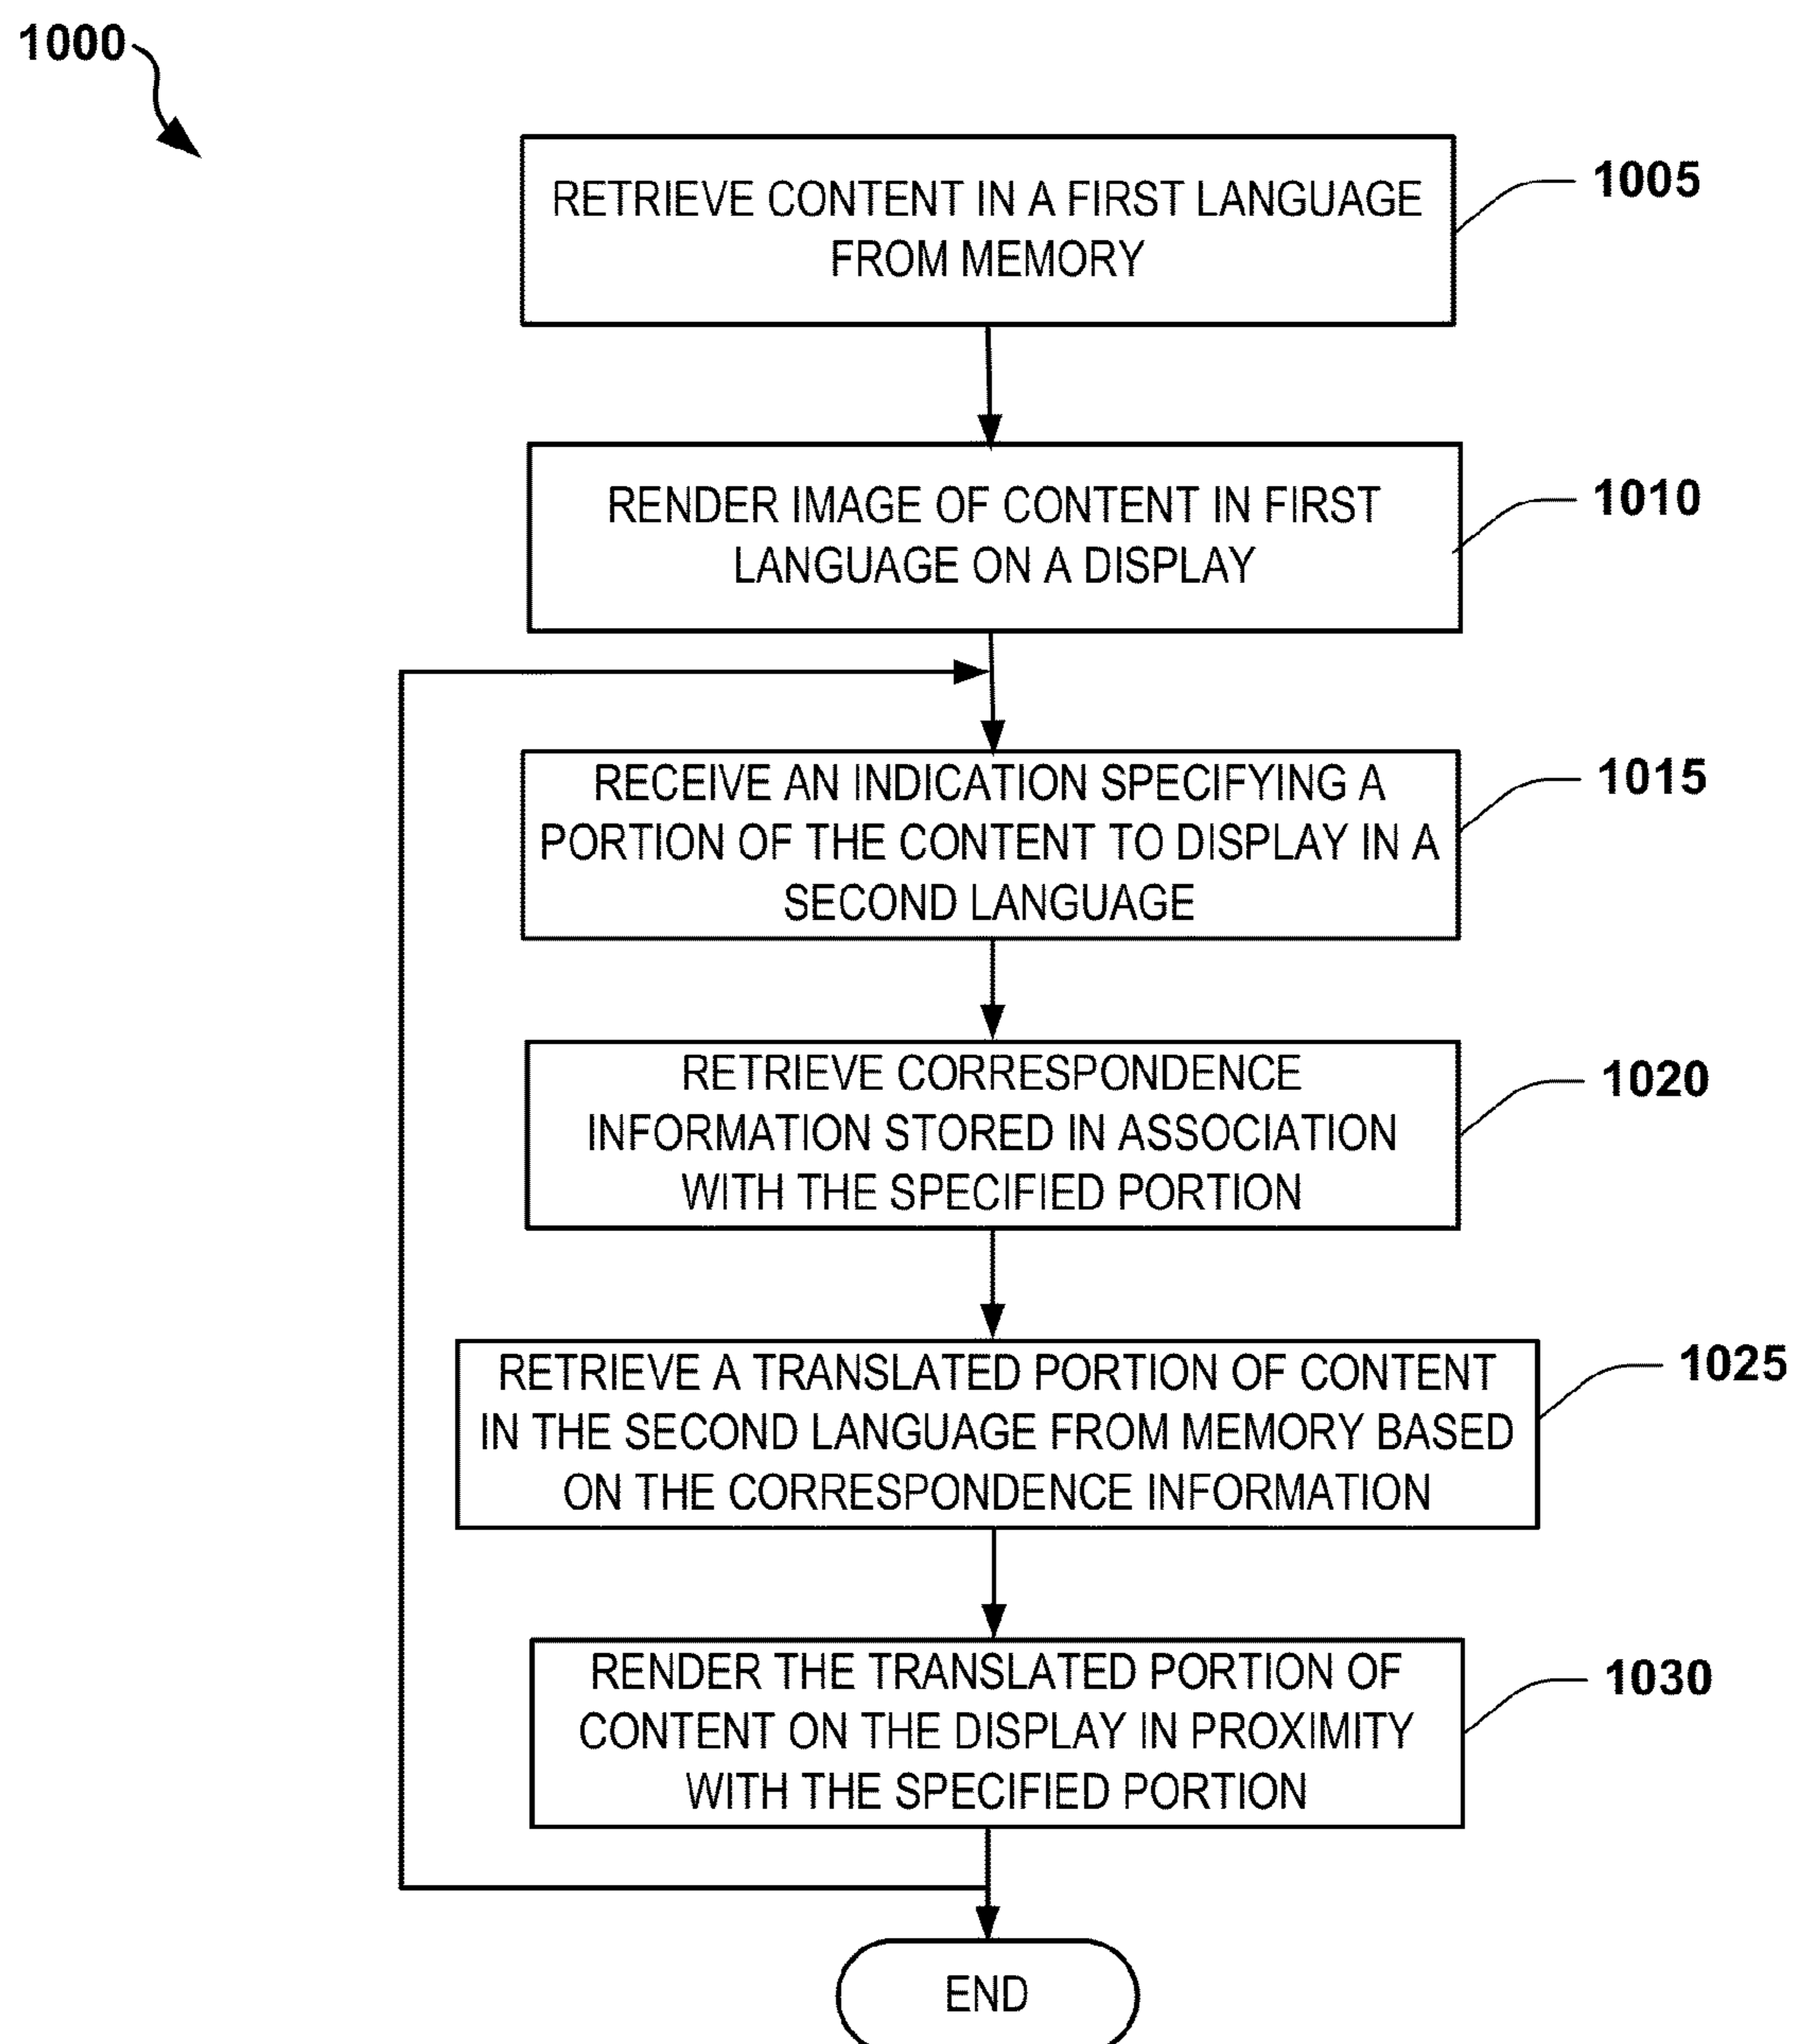 1000
RETRIEVE CONTENT IN A FIRST LANGUAGE
FROM MEMORY
1005
RENDER IMAGE OF CONTENT IN FIRST
LANGUAGE ON A DISPLAY
1010
RECEIVE AN INDICATION SPECIFYING A
PORTION OF THE CONTENT TO DISPLAY IN A
SECOND LANGUAGE
1015
RETRIEVE CORRESPONDENCE
INFORMATION STORED IN ASSOCIATION
WITH THE SPECIFIED PORTION
1020
RETRIEVE A TRANSLATED PORTION OF CONTENT
IN THE SECOND LANGUAGE FROM MEMORY BASED
ON THE CORRESPONDENCE INFORMATION
1025
RENDER THE TRANSLATED PORTION OF
CONTENT ON THE DISPLAY IN PROXIMITY
WITH THE SPECIFIED PORTION
1030
END